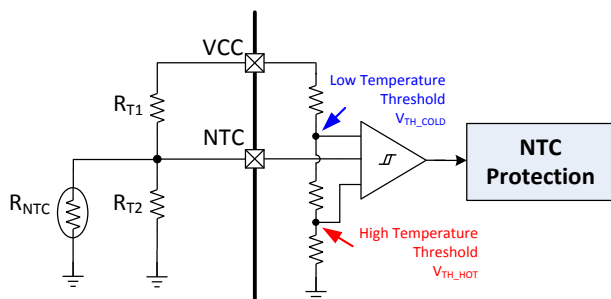 VCC
Low Temperature
Threshold
V_TH_COLD
R_T1
NTC
NTC
Protection
R_NTC
R_T2
High Temperature
Threshold
V_TH_HOT